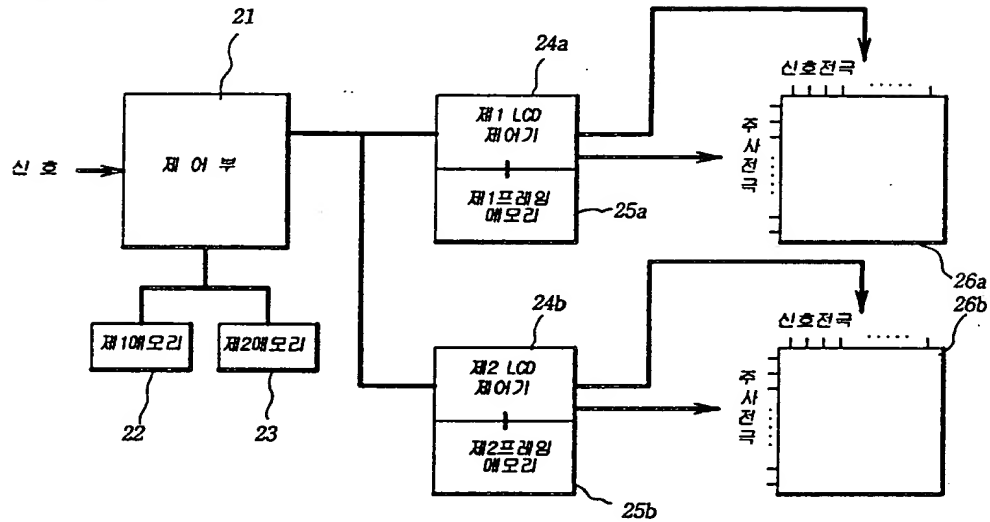 21
신호
제어부
제1메모리
제2메모리
22
23
24a
제1 LCD
제어기
제1프레임
메모리
25a
신호전극
.....
주사전극
26a
24b
제2 LCD
제어기
제2프레임
메모리
25b
신호전극
.....
주사전극
26b